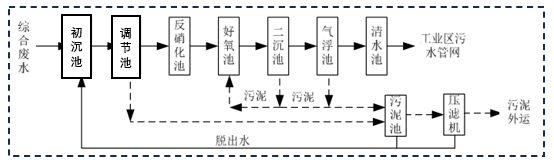 综合废水
初沉池
调节池
反硝化池
好氧池
二沉池
气浮池
清水池
工业区污水管网
污泥
污泥
污泥池
压滤机
污泥外运
脱出水